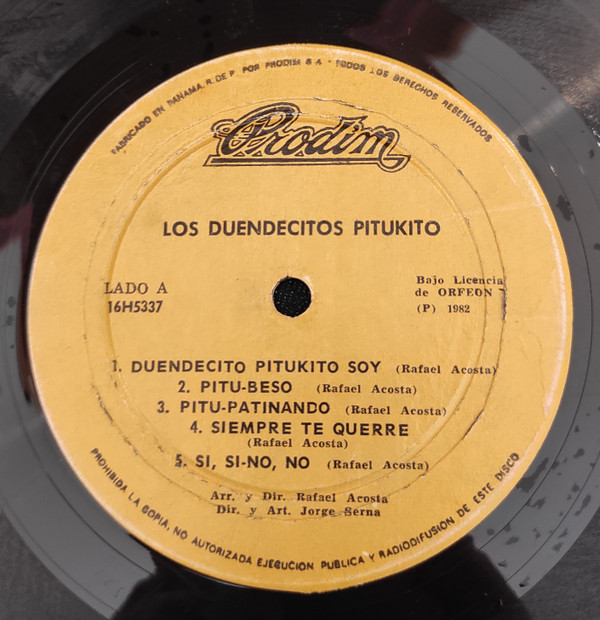 FABRICADO EN PANAMA, R. DE P. POR PRODIM S A - TODOS LOS DERECHOS RESERVADOS
Prodim
LOS DUENDECITOS PITUKITO
LADO A
16H5337
Bajo Licencia
de ORFEON
(P) 1982
1. DUENDECITO PITUKITO SOY (Rafael Acosta)
2. PITU-BESO (Rafael Acosta)
3. PITU-PATINANDO (Rafael Acosta)
4. SIEMPRE TE QUERRE
(Rafael Acosta)
5. SI, SI-NO, NO (Rafael Acosta)
Arr. y Dir. Rafael Acosta
Dir. y Art. Jorge Serna
PROHIBIDA LA COPIA, NO AUTORIZADA EJECUCION PUBLICA Y RADIODIFUSION DE ESTE DISCO